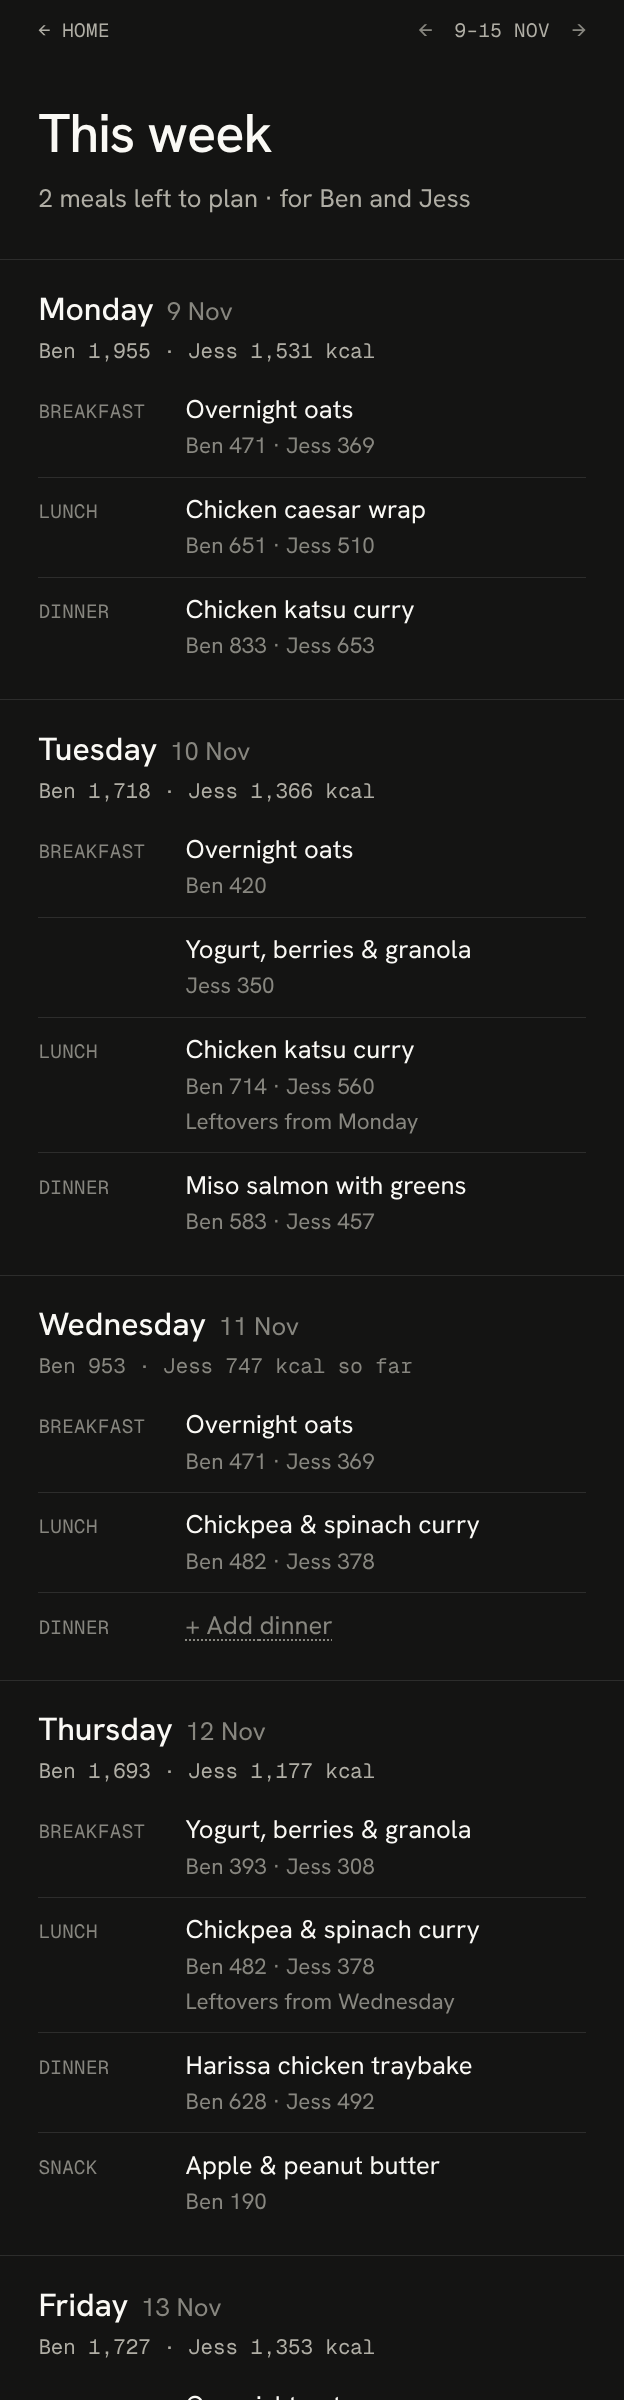 ← HOME
← 9–15 NOV →
This week
2 meals left to plan · for Ben and Jess
Monday 9 Nov
Ben 1,955 · Jess 1,531 kcal
BREAKFAST Overnight oats
Ben 471 · Jess 369
LUNCH Chicken caesar wrap
Ben 651 · Jess 510
DINNER Chicken katsu curry
Ben 833 · Jess 653
Tuesday 10 Nov
Ben 1,718 · Jess 1,366 kcal
BREAKFAST Overnight oats
Ben 420
Yogurt, berries & granola
Jess 350
LUNCH Chicken katsu curry
Ben 714 · Jess 560
Leftovers from Monday
DINNER Miso salmon with greens
Ben 583 · Jess 457
Wednesday 11 Nov
Ben 953 · Jess 747 kcal so far
BREAKFAST Overnight oats
Ben 471 · Jess 369
LUNCH Chickpea & spinach curry
Ben 482 · Jess 378
DINNER + Add dinner
Thursday 12 Nov
Ben 1,693 · Jess 1,177 kcal
BREAKFAST Yogurt, berries & granola
Ben 393 · Jess 308
LUNCH Chickpea & spinach curry
Ben 482 · Jess 378
Leftovers from Wednesday
DINNER Harissa chicken traybake
Ben 628 · Jess 492
SNACK Apple & peanut butter
Ben 190
Friday 13 Nov
Ben 1,727 · Jess 1,353 kcal